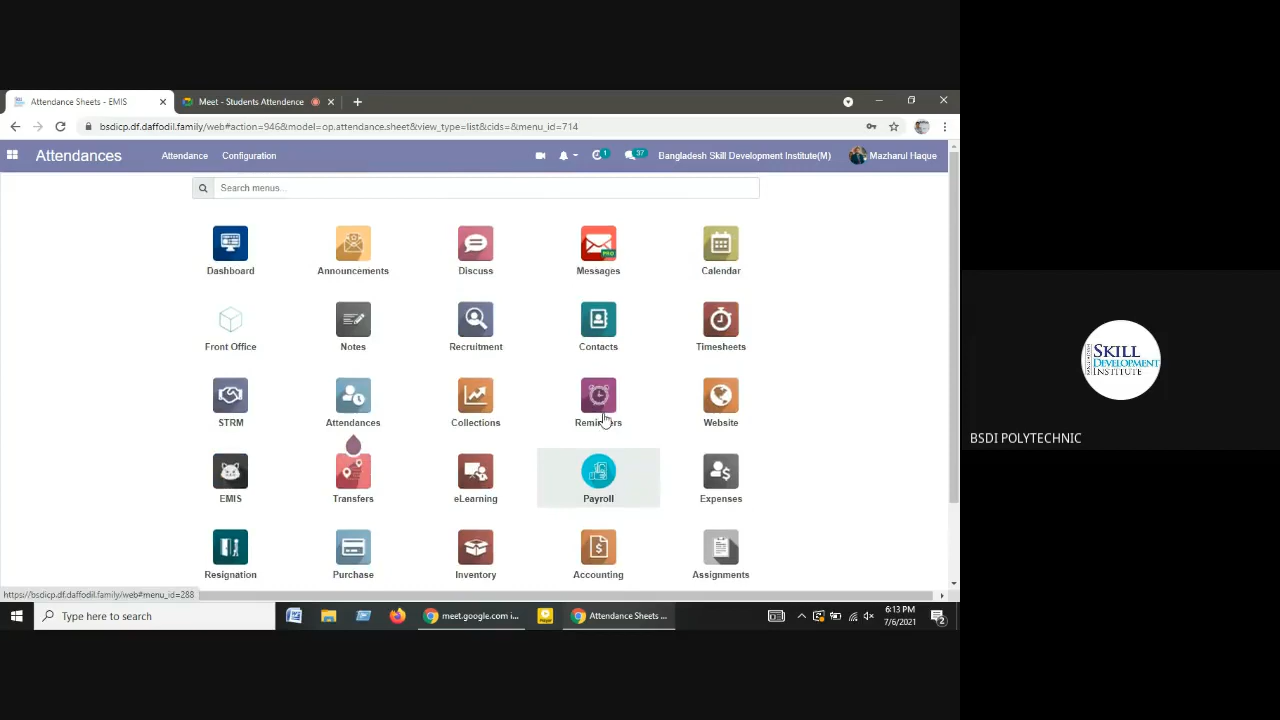 Attendance Sheets - EMIS
Meet - Students Attendence
bsdicp.df.daffodil.family/web#action=946&model=op.attendance.sheet&view_type=list&cids=&menu_id=714
Attendances
Attendance
Configuration
1
37
Bangladesh Skill Development Institute(M)
Mazharul Haque
Search menus...
Dashboard
Announcements
Discuss
PRO
Messages
Calendar
Front Office
Notes
Recruitment
Contacts
Timesheets
STRM
Attendances
Collections
Reminders
Website
EMIS
Transfers
eLearning
Payroll
Expenses
Resignation
Purchase
Inventory
Accounting
Assignments
https://bsdicp.df.daffodil.family/web#menu_id=288
Type here to search
meet.google.com i...
Attendance Sheets ...
6:13 PM
7/6/2021
2
SKILL
DEVELOPMENT
INSTITUTE
BSDI POLYTECHNIC